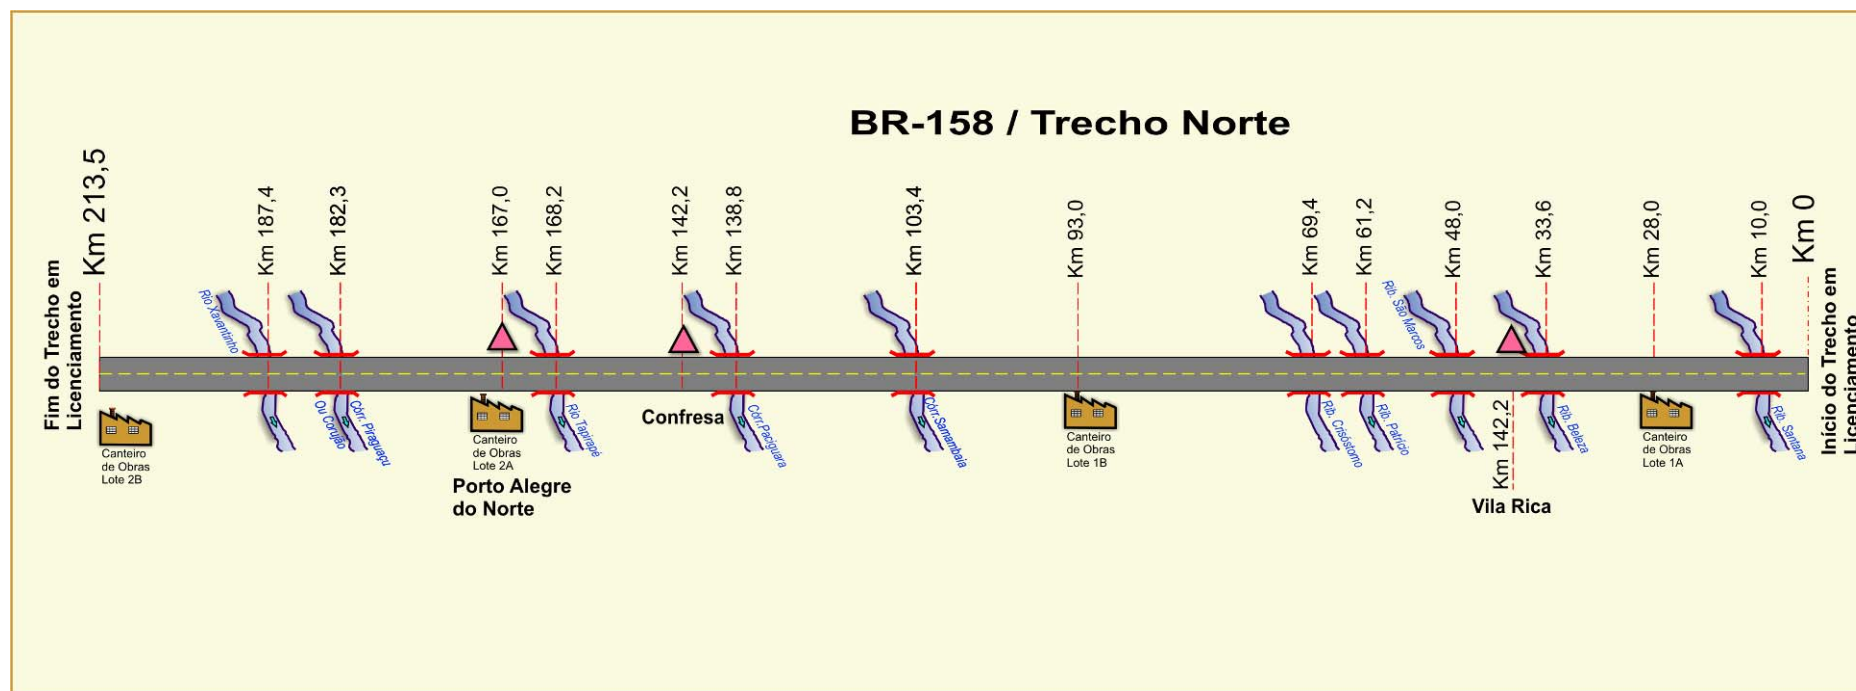 BR-158 / Trecho Norte
Km 213,5
Km 187,4
Km 182,3
Km 167,0
Km 168,2
Km 142,2
Km 138,8
Km 103,4
Km 93,0
Km 69,4
Km 61,2
Km 48,0
Km 33,6
Km 28,0
Km 10,0
Km 0
Fim do Trecho em
Licenciamento
Início do Trecho em
Licenciamento
Rio Xavantinho
Rib. São Marcos
Canteiro
de Obras
Lote 2B
Córr. Piraguaçu
Ou Corujão
Canteiro
de Obras
Lote 2A
Porto Alegre
do Norte
Rio Tapirapé
Confresa
Córr.Paciguara
Córr.Samambaia
Canteiro
de Obras
Lote 1B
Rib. Crisóstomo
Rib. Patrício
Km 142,2
Vila Rica
Rib. Beleza
Canteiro
de Obras
Lote 1A
Rib. Santana